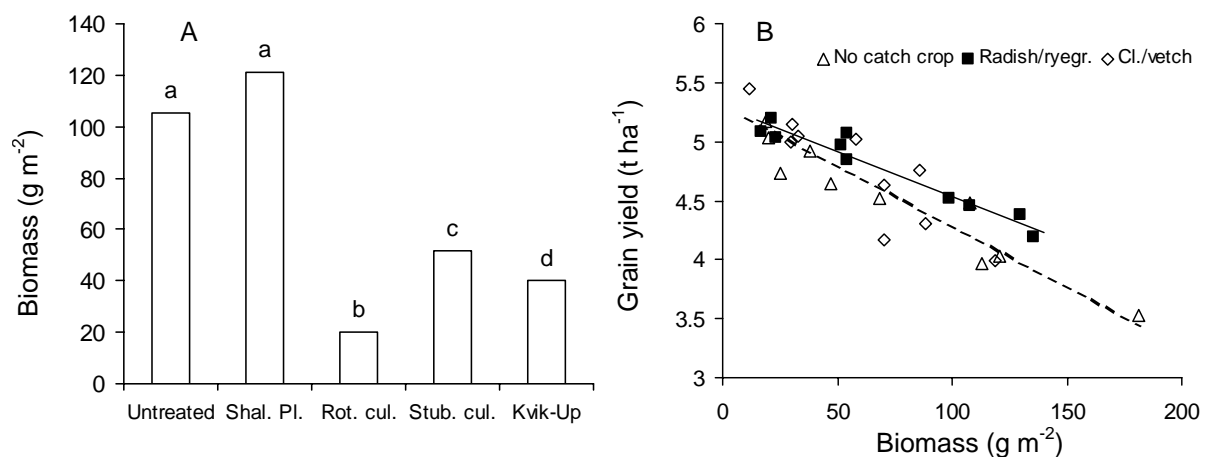 A
Biomass (g m-2)
140
120
100
80
60
40
20
0
a
a
b
c
d
Untreated Shal. Pl. Rot. cul. Stub. cul. Kvik-Up
B
No catch crop Radish/ryegr. Cl./vetch
Grain yield (t ha-1)
6
5.5
5
4.5
4
3.5
3
0 50 100 150 200
Biomass (g m-2)